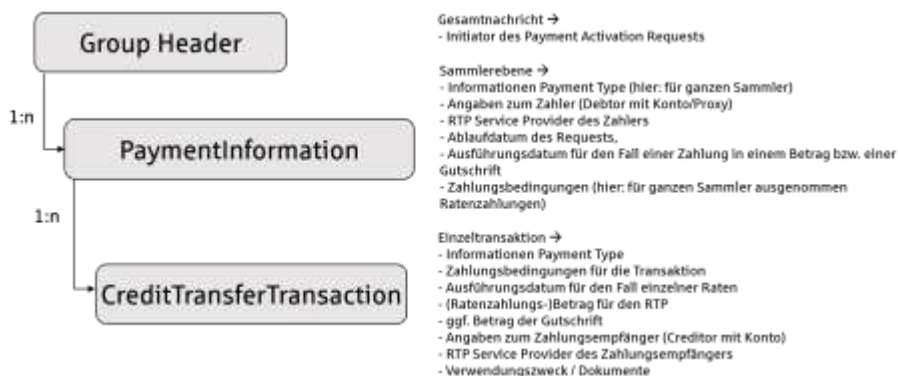 Group Header
1:n
PaymentInformation
1:n
CreditTransferTransaction
Gesamtnachricht →
- Initiator des Payment Activation Requests
Sammlerebene →
- Informationen Payment Type (hier: für ganzen Sammler)
- Angaben zum Zahler (Debtor mit Konto/Proxy)
- RTP Service Provider des Zahlers
- Ablaufdatum des Requests,
- Ausführungsdatum für den Fall einer Zahlung in einem Betrag bzw. einer
Gutschrift
- Zahlungsbedingungen (hier: für ganzen Sammler ausgenommen
Ratenzahlungen)
Einzeltransaktion →
- Informationen Payment Type
- Zahlungsbedingungen für die Transaktion
- Ausführungsdatum für den Fall einzelner Raten
- (Ratenzahlungs-)Betrag für den RTP
- ggf. Betrag der Gutschrift
- Angaben zum Zahlungsempfänger (Creditor mit Konto)
- RTP Service Provider des Zahlungsempfängers
- Verwendungszweck / Dokumente